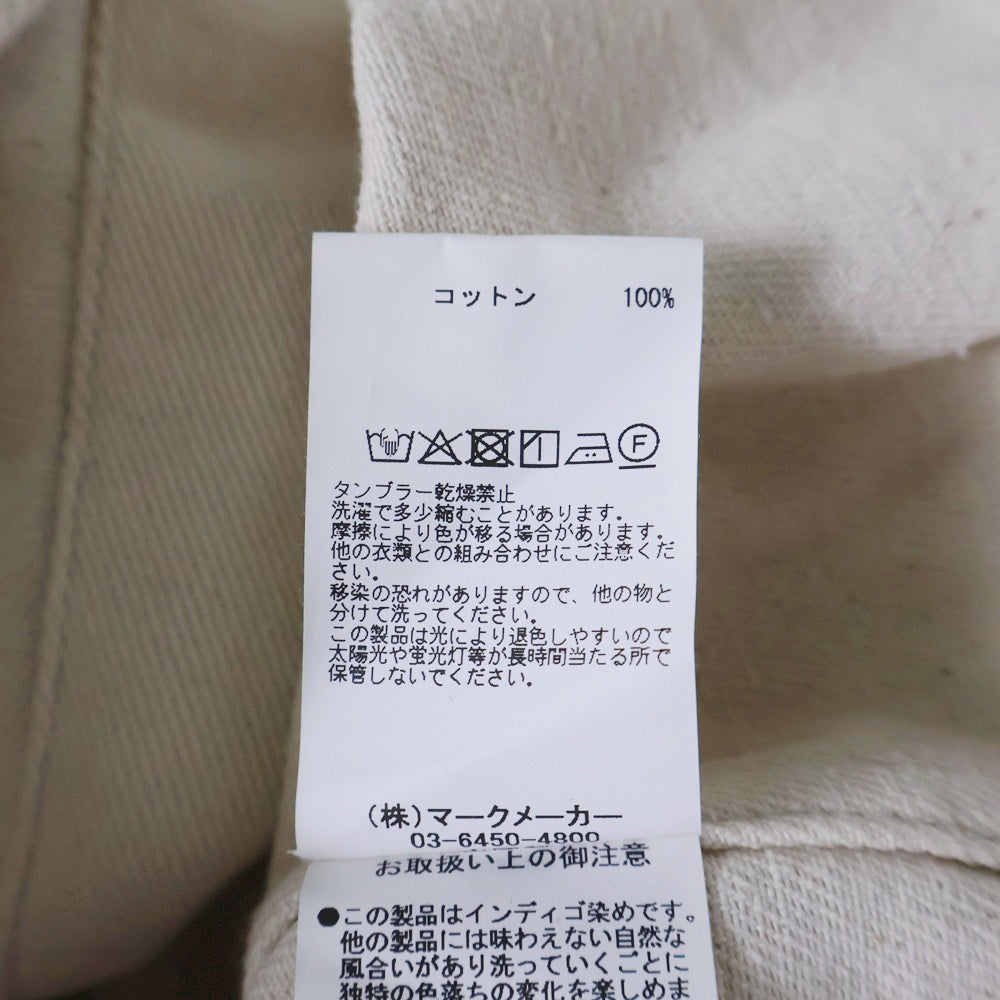 コットン 100%
F
タンブラー乾燥禁止
洗濯で多少縮むことがあります。
摩擦により色が移る場合があります。
他の衣類との組み合わせにご注意くだ
さい。
移染の恐れがありますので、他の物と
分けて洗ってください。
この製品は光により退色しやすいので
太陽光や蛍光灯等が長時間当たる所で
保管しないでください。
(株)マークメーカー
03-6450-4800
お取扱い上の御注意
●この製品はインディゴ染めです。
他の製品には味わえない自然な
風合いがあり洗っていくごとに
独特の色落ちの変化を楽しめま